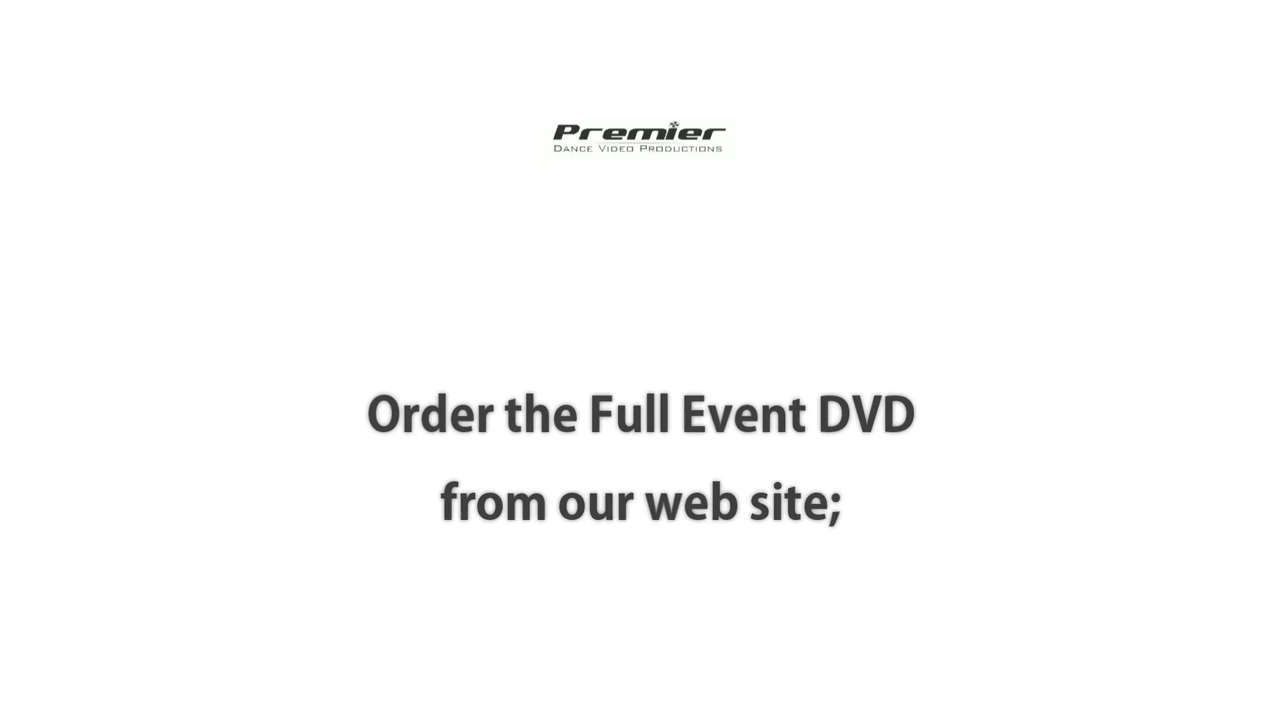 Premier
Dance Video Productions
Order the Full Event DVD
from our web site;